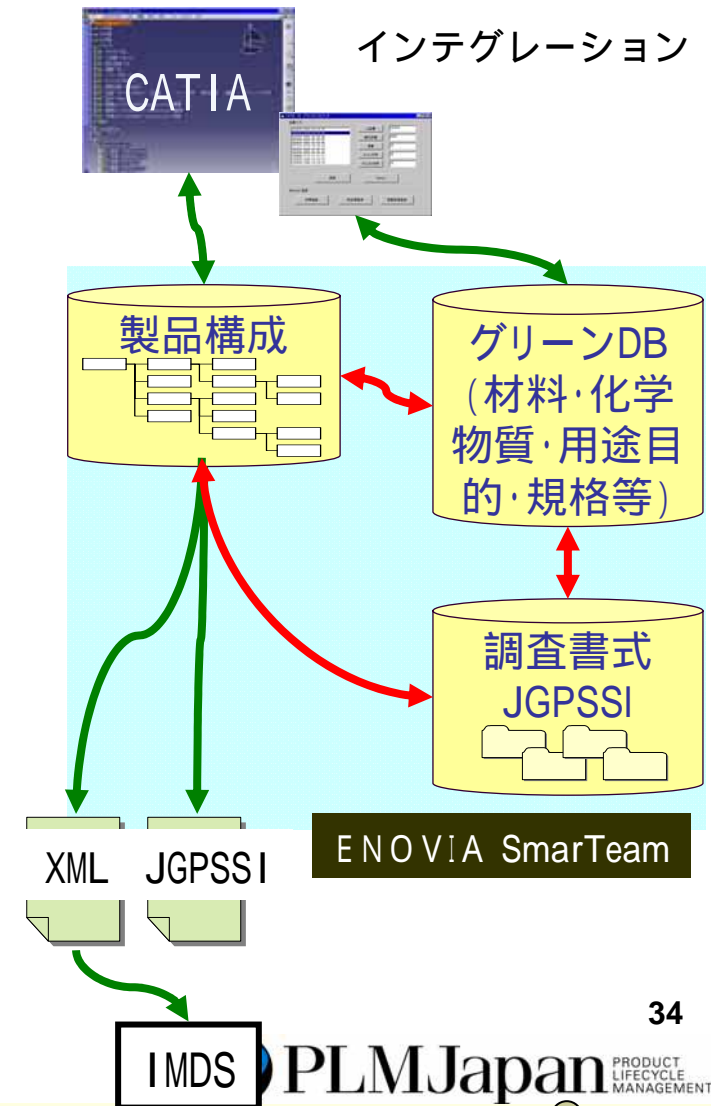 インテグレーション
CATIA
製品構成
グリーンDB
(材料・化学
物質・用途目
的・規格等)
調査書式
JGPSSI
ENOVIA SmarTeam
XML
JGPSSI
34
IMDS
PLMJapan
PRODUCT
LIFECYCLE
MANAGEMENT